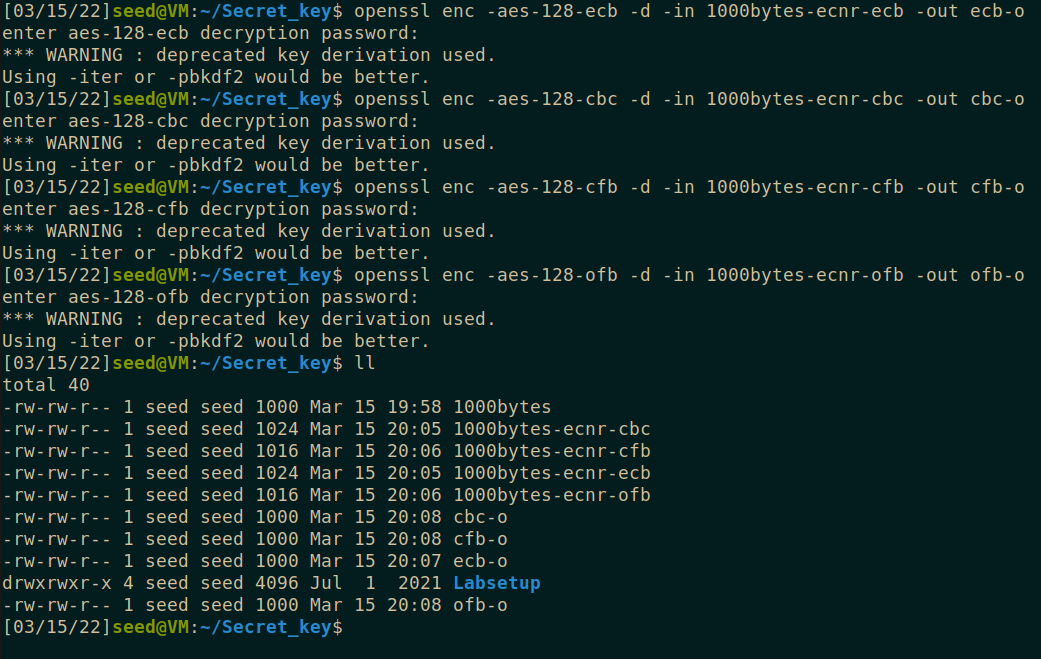 [03/15/22]seed@VM:~/Secret_key$ openssl enc -aes-128-ecb -d -in 1000bytes-ecnr-ecb -out ecb-o
enter aes-128-ecb decryption password:
*** WARNING : deprecated key derivation used.
Using -iter or -pbkdf2 would be better.
[03/15/22]seed@VM:~/Secret_key$ openssl enc -aes-128-cbc -d -in 1000bytes-ecnr-cbc -out cbc-o
enter aes-128-cbc decryption password:
*** WARNING : deprecated key derivation used.
Using -iter or -pbkdf2 would be better.
[03/15/22]seed@VM:~/Secret_key$ openssl enc -aes-128-cfb -d -in 1000bytes-ecnr-cfb -out cfb-o
enter aes-128-cfb decryption password:
*** WARNING : deprecated key derivation used.
Using -iter or -pbkdf2 would be better.
[03/15/22]seed@VM:~/Secret_key$ openssl enc -aes-128-ofb -d -in 1000bytes-ecnr-ofb -out ofb-o
enter aes-128-ofb decryption password:
*** WARNING : deprecated key derivation used.
Using -iter or -pbkdf2 would be better.
[03/15/22]seed@VM:~/Secret_key$ ll
total 40
-rw-rw-r-- 1 seed seed 1000 Mar 15 19:58 1000bytes
-rw-rw-r-- 1 seed seed 1024 Mar 15 20:05 1000bytes-ecnr-cbc
-rw-rw-r-- 1 seed seed 1016 Mar 15 20:06 1000bytes-ecnr-cfb
-rw-rw-r-- 1 seed seed 1024 Mar 15 20:05 1000bytes-ecnr-ecb
-rw-rw-r-- 1 seed seed 1016 Mar 15 20:06 1000bytes-ecnr-ofb
-rw-rw-r-- 1 seed seed 1000 Mar 15 20:08 cbc-o
-rw-rw-r-- 1 seed seed 1000 Mar 15 20:08 cfb-o
-rw-rw-r-- 1 seed seed 1000 Mar 15 20:07 ecb-o
drwxrwxr-x 4 seed seed 4096 Jul  1  2021 Labsetup
-rw-rw-r-- 1 seed seed 1000 Mar 15 20:08 ofb-o
[03/15/22]seed@VM:~/Secret_key$